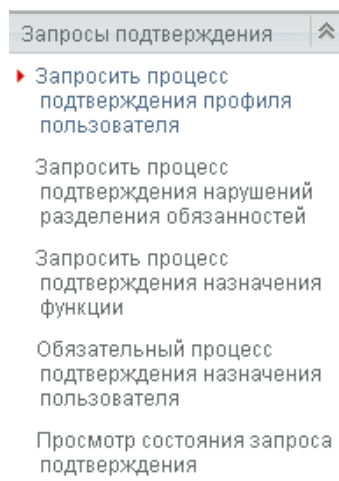 Запросы подтверждения
Запросить процесс
подтверждения профиля
пользователя
Запросить процесс
подтверждения нарушений
разделения обязанностей
Запросить процесс
подтверждения назначения
функции
Обязательный процесс
подтверждения назначения
пользователя
Просмотр состояния запроса
подтверждения